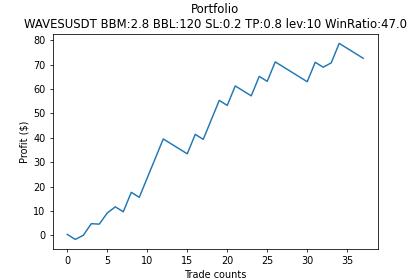 Portfolio
WAVESUSDT BBM:2.8 BBL:120 SL:0.2 TP:0.8 lev:10 WinRatio:47.0
80
70
60
50
40
30
20
10
0
Profit ($)
0 5 10 15 20 25 30 35
Trade counts